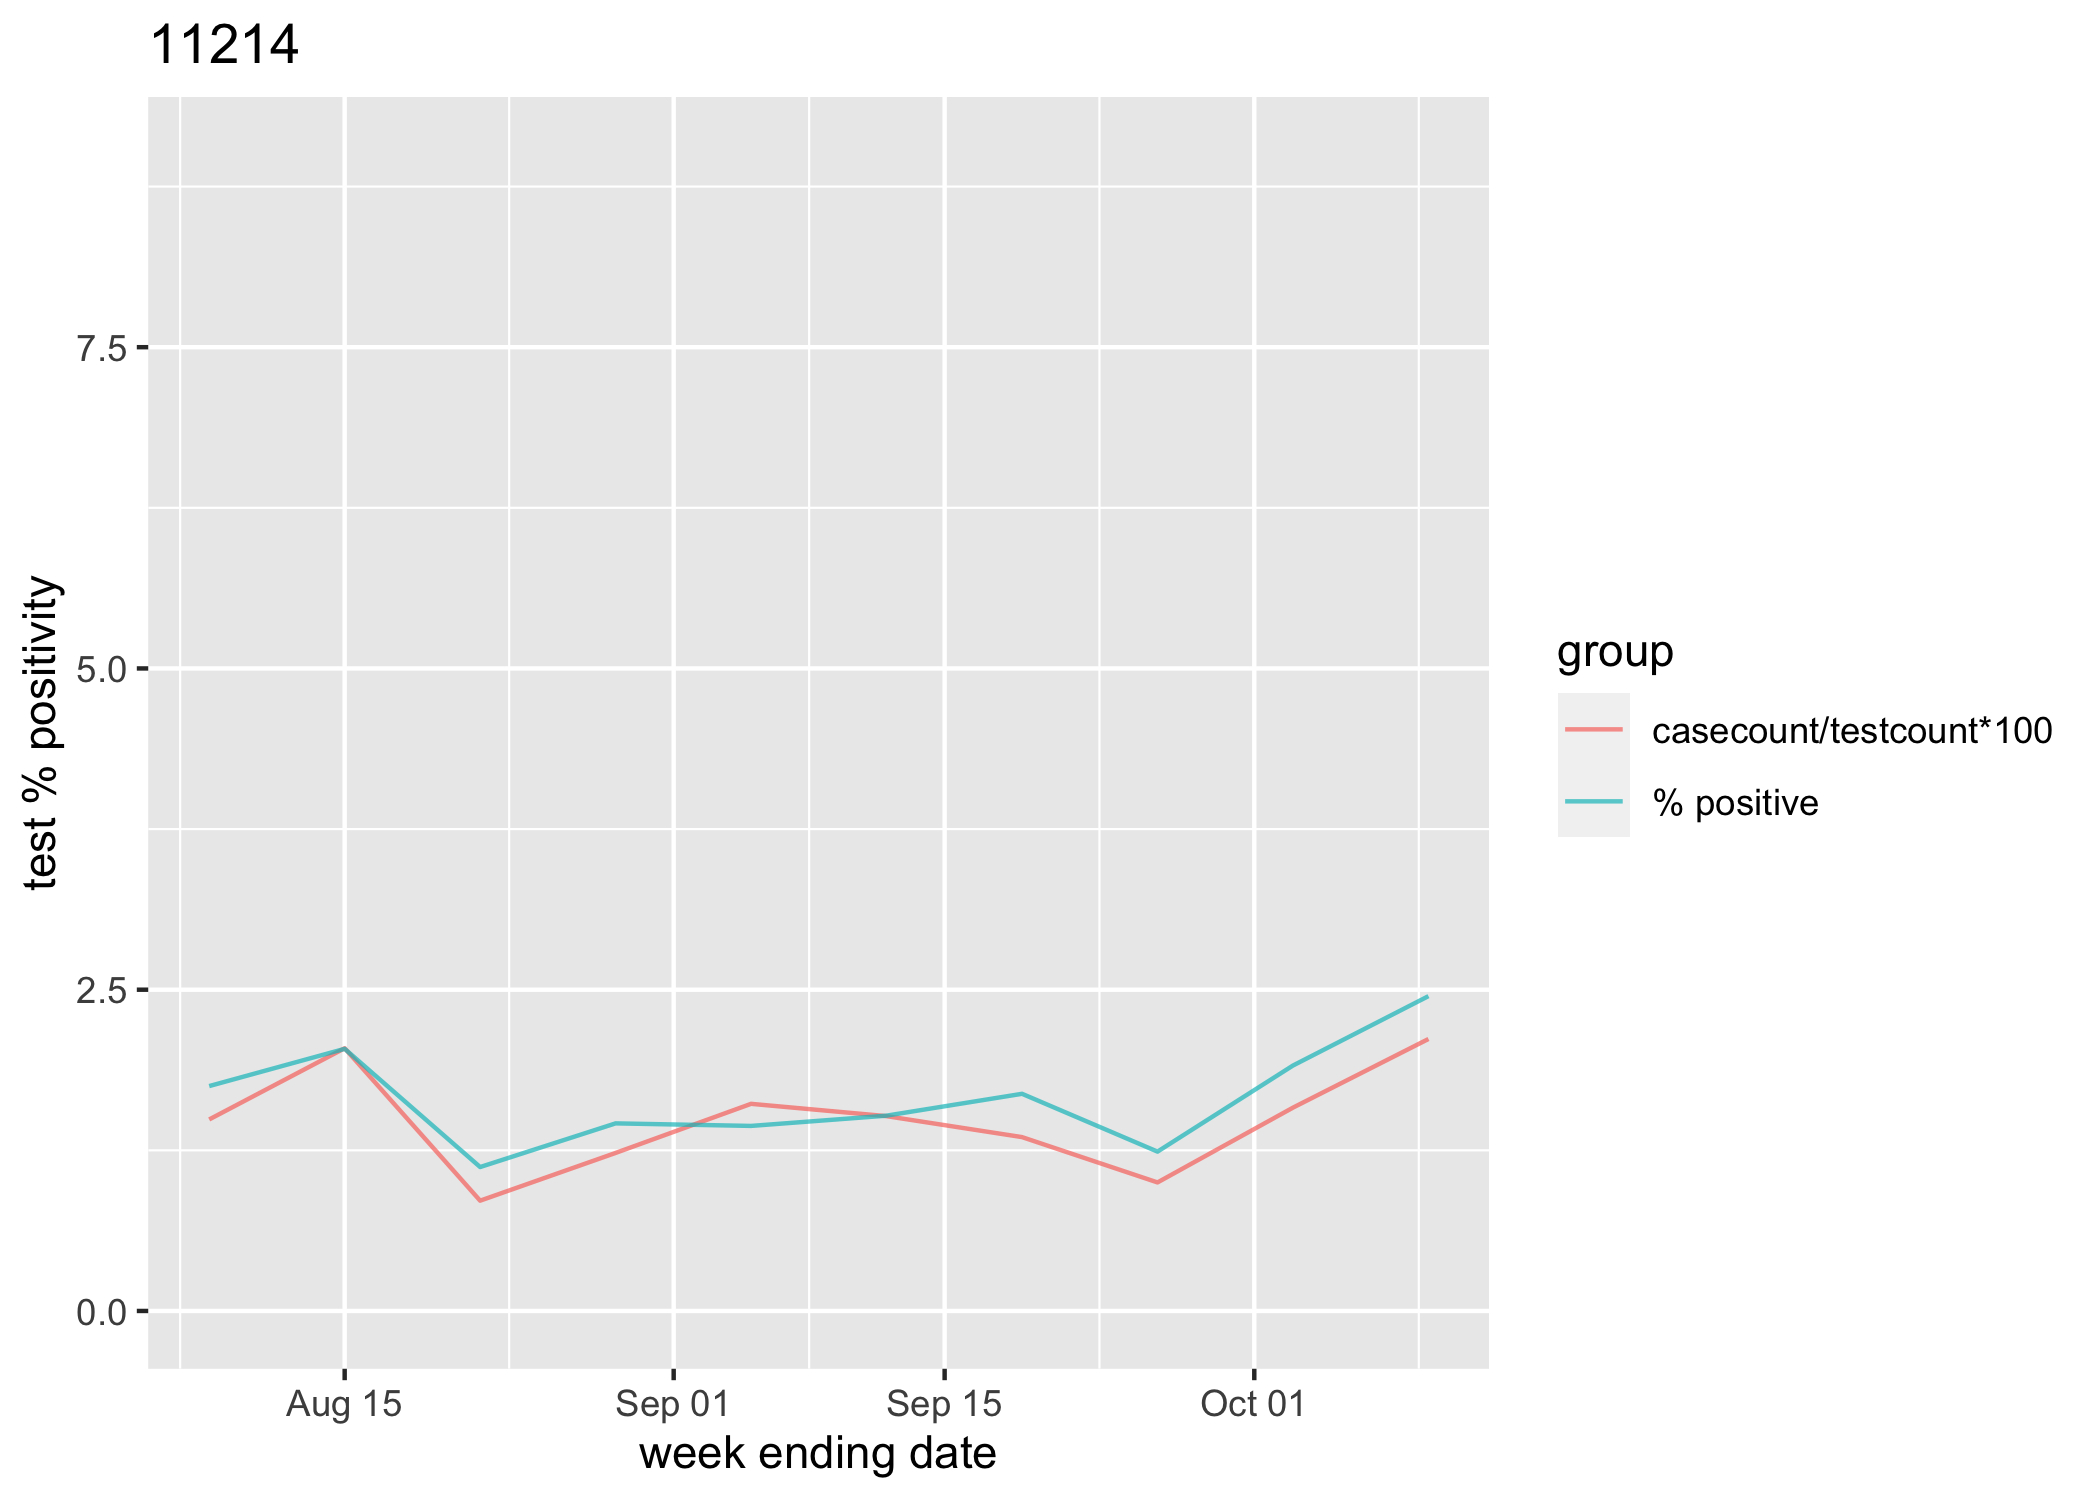 11214
test % positivity
7.5
5.0
2.5
0.0
Aug 15
Sep 01
Sep 15
Oct 01
week ending date
group
casecount/testcount*100
% positive